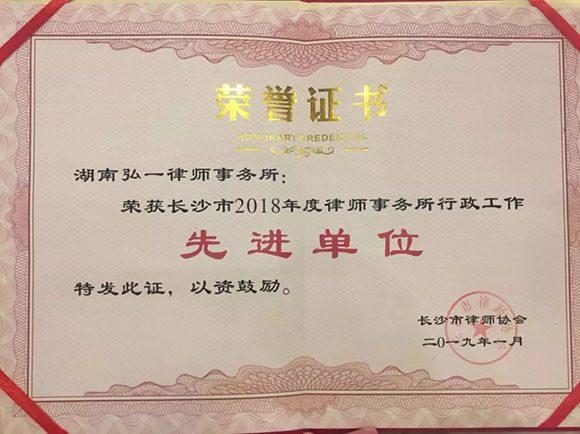 荣誉证书
HONORARY CREDENTIAL
湖南弘一律师事务所：
荣获长沙市2018年度律师事务所行政工作
先进单位
特发此证，以资鼓励。
长沙市律师协会
二0一九年一月